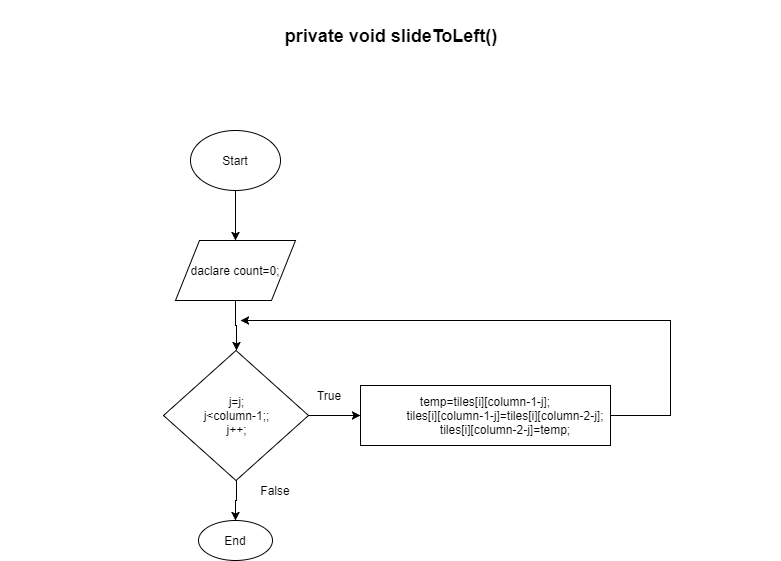 private void slideToLeft()
Start
daclare count=0;
j=j;
j<column-1;;
j++;
True
temp=tiles[i][column-1-j];
tiles[i][column-1-j]=tiles[i][column-2-j];
tiles[i][column-2-j]=temp;
False
End